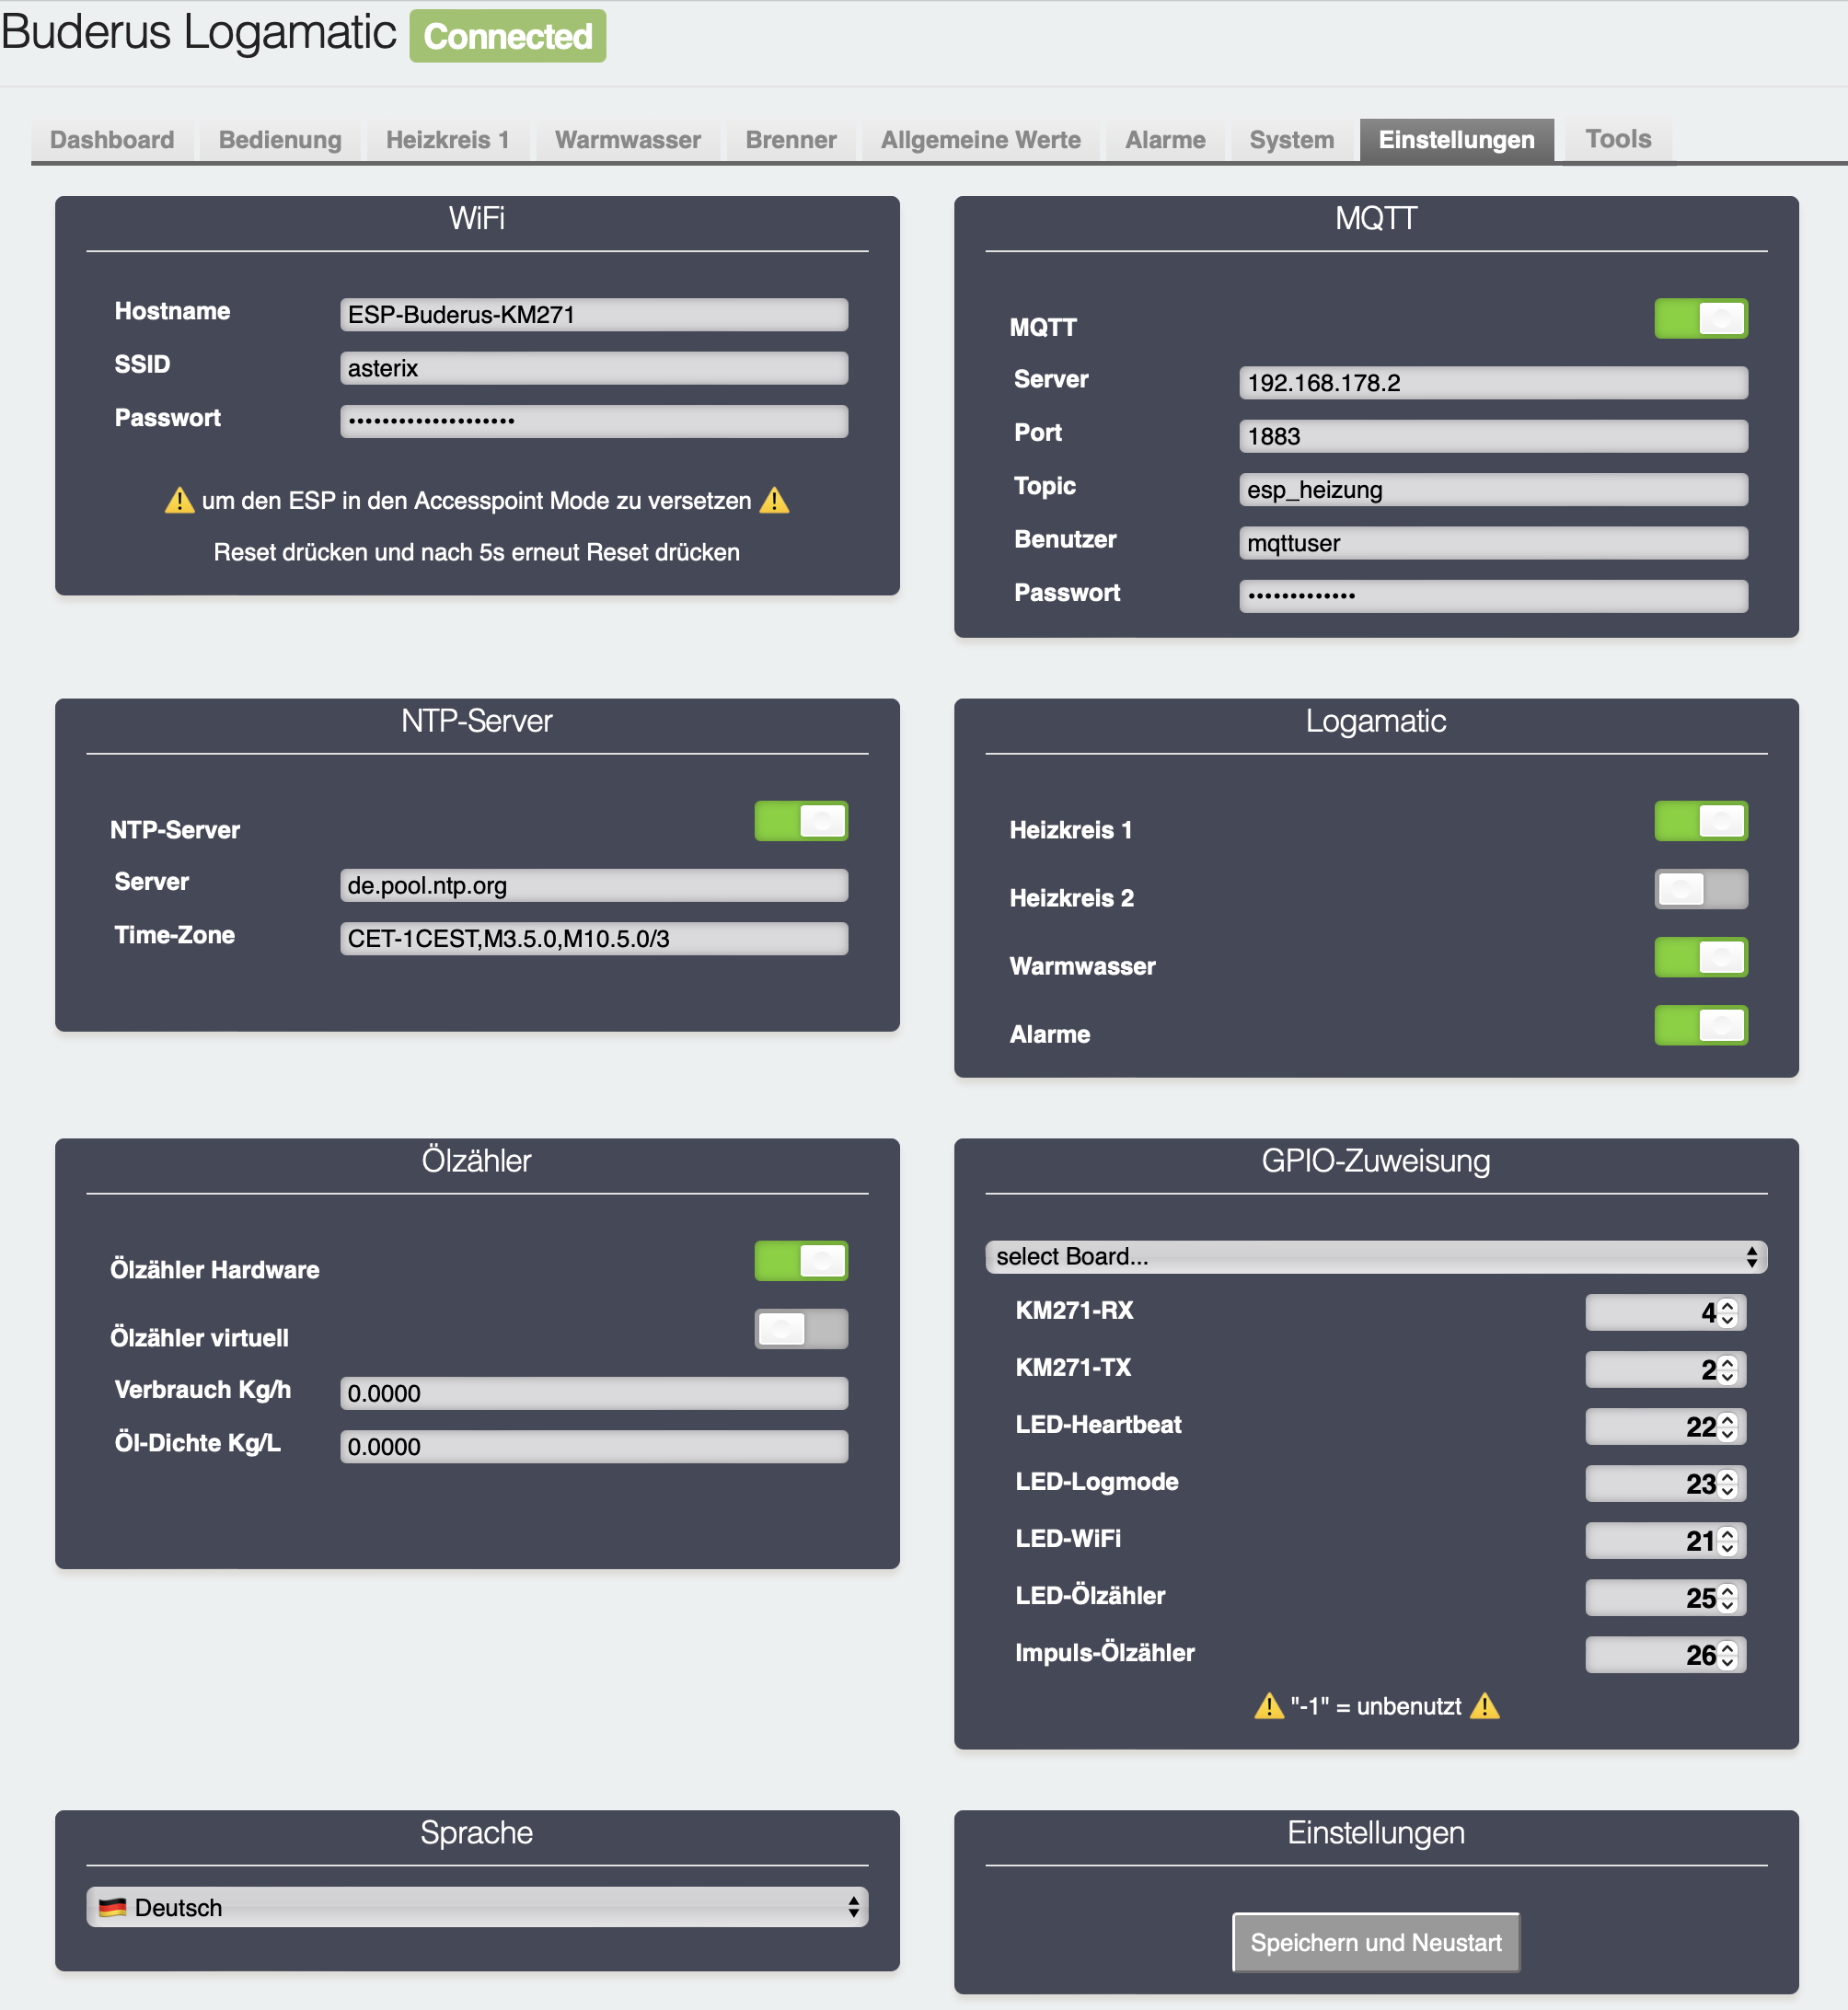 Buderus Logamatic Connected
Dashboard Bedienung Heizkreis 1 Warmwasser Brenner Allgemeine Werte Alarme System Einstellungen Tools
WiFi
Hostname ESP-Buderus-KM271
SSID asterix
Passwort ••••••••••••••••••••
⚠️ um den ESP in den Accesspoint Mode zu versetzen ⚠️
Reset drücken und nach 5s erneut Reset drücken
MQTT
MQTT
Server 192.168.178.2
Port 1883
Topic esp_heizung
Benutzer mqttuser
Passwort •••••••••••••
NTP-Server
NTP-Server
Server de.pool.ntp.org
Time-Zone CET-1CEST,M3.5.0,M10.5.0/3
Logamatic
Heizkreis 1
Heizkreis 2
Warmwasser
Alarme
Ölzähler
Ölzähler Hardware
Ölzähler virtuell
Verbrauch Kg/h 0.0000
Öl-Dichte Kg/L 0.0000
GPIO-Zuweisung
select Board...
KM271-RX 4
KM271-TX 2
LED-Heartbeat 22
LED-Logmode 23
LED-WiFi 21
LED-Ölzähler 25
Impuls-Ölzähler 26
⚠️ "-1" = unbenutzt ⚠️
Sprache
Deutsch
Einstellungen
Speichern und Neustart